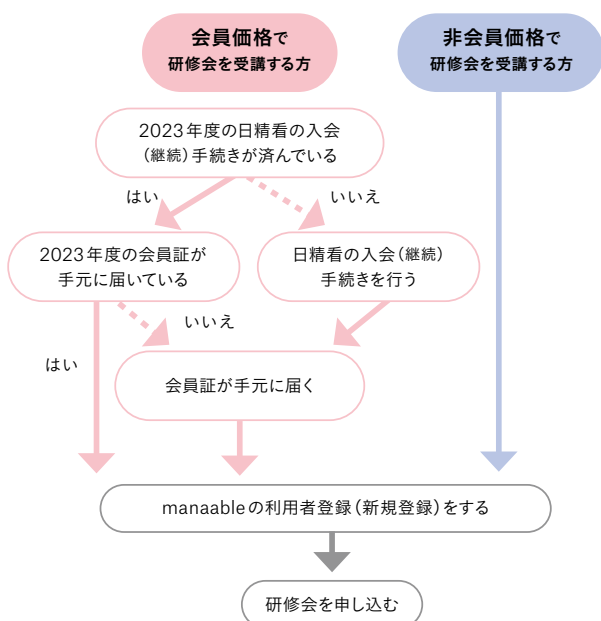 会員価格で
研修会を受講する方
非会員価格で
研修会を受講する方
2023年度の日精看の入会
(継続)手続きが済んでいる
はい
いいえ
2023年度の会員証が
手元に届いている
日精看の入会(継続)
手続きを行う
いいえ
はい
会員証が手元に届く
manaableの利用者登録(新規登録)をする
研修会を申し込む